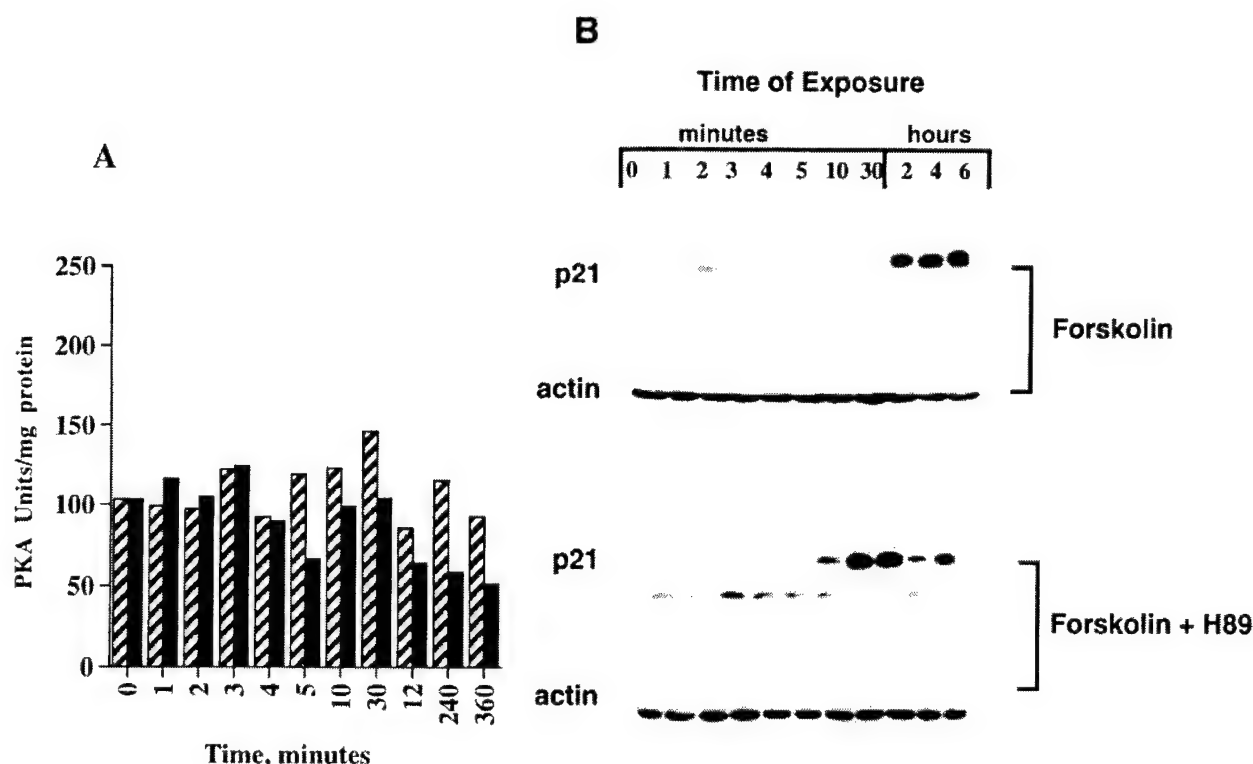 A
250
200
150
100
50
0
PKA Units/mg protein
0 1 2 3 4 5 10 30 12 240 360
Time, minutes
B
Time of Exposure
minutes hours
0 1 2 3 4 5 10 30 2 4 6
p21
actin
Forskolin
p21
actin
Forskolin + H89